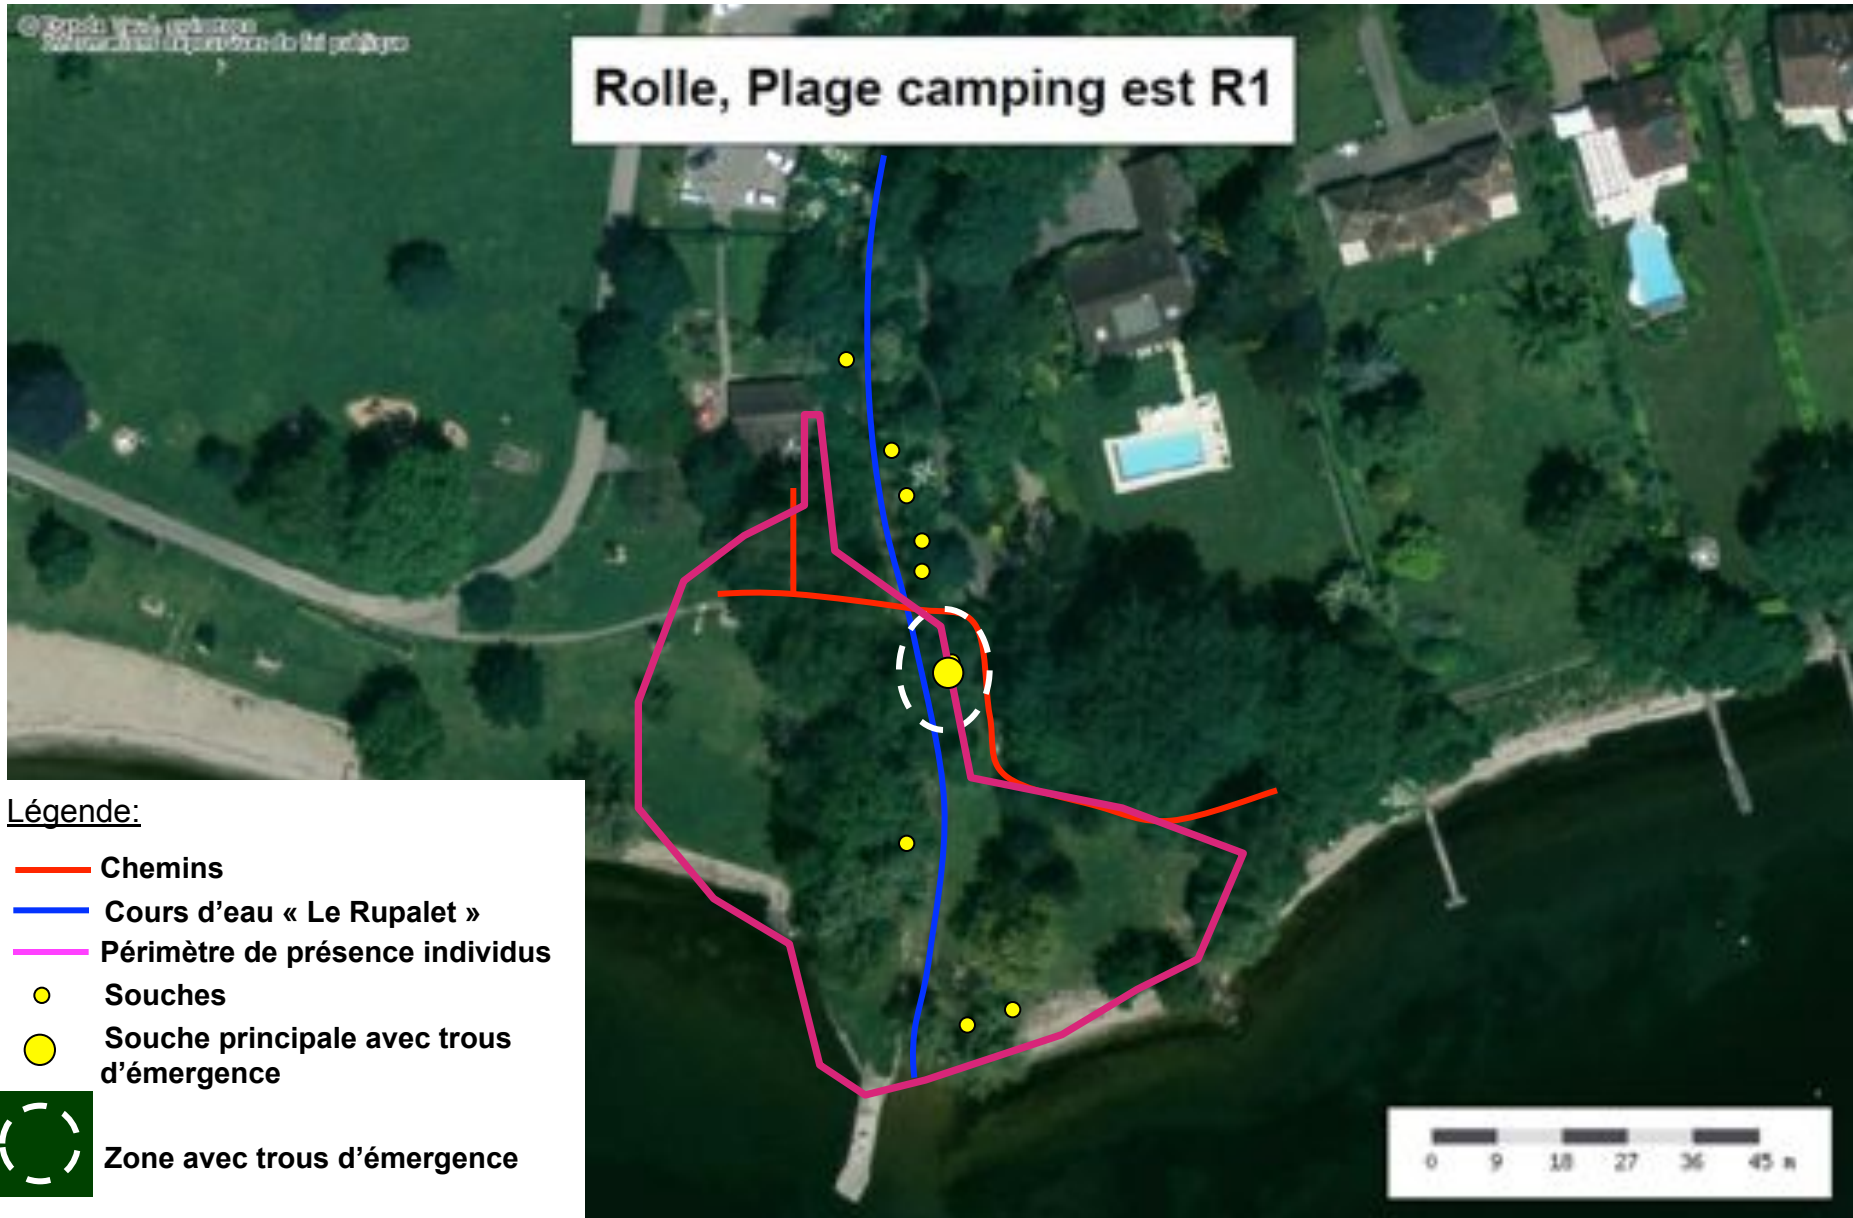 Rolle, Plage camping est R1
Légende:
Chemins
Cours d’eau « Le Rupalet »
Périmètre de présence individus
Souches
Souche principale avec trous
d’émergence
Zone avec trous d’émergence
0 9 18 27 36 45 m